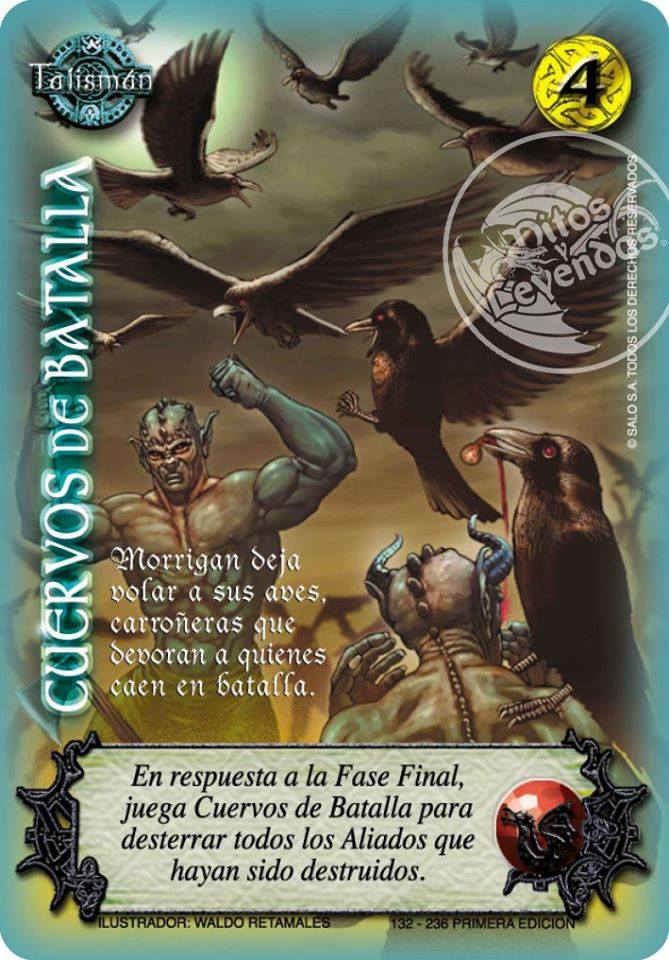 Talismán
4
CUERVOS DE BATALLA
Mitos
y
Leyendas
© SALO S.A. TODOS LOS DERECHOS RESERVADOS
Morrigan deja
volar a sus aves,
carroñeras que
devoran a quienes
caen en batalla.
En respuesta a la Fase Final,
juega Cuervos de Batalla para
desterrar todos los Aliados que
hayan sido destruidos.
ILUSTRADOR: WALDO RETAMALES
132 - 236 PRIMERA EDICION